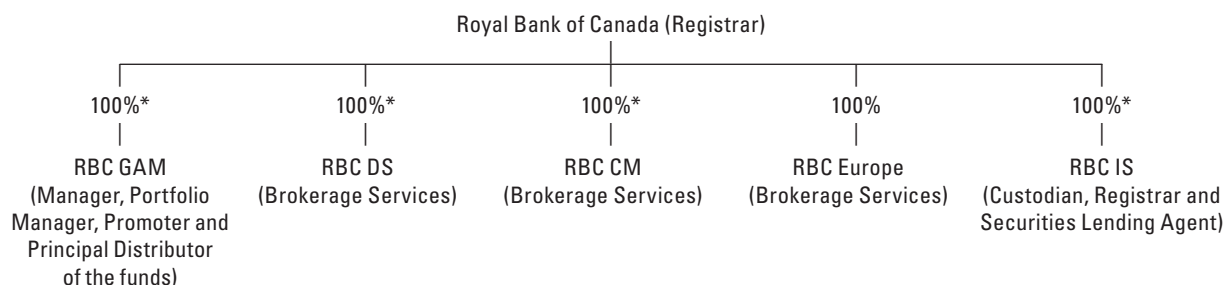 Royal Bank of Canada (Registrar)
100%*
100%*
100%*
100%
100%*
RBC GAM
(Manager, Portfolio
Manager, Promoter and
Principal Distributor
of the funds)
RBC DS
(Brokerage Services)
RBC CM
(Brokerage Services)
RBC Europe
(Brokerage Services)
RBC IS
(Custodian, Registrar and
Securities Lending Agent)